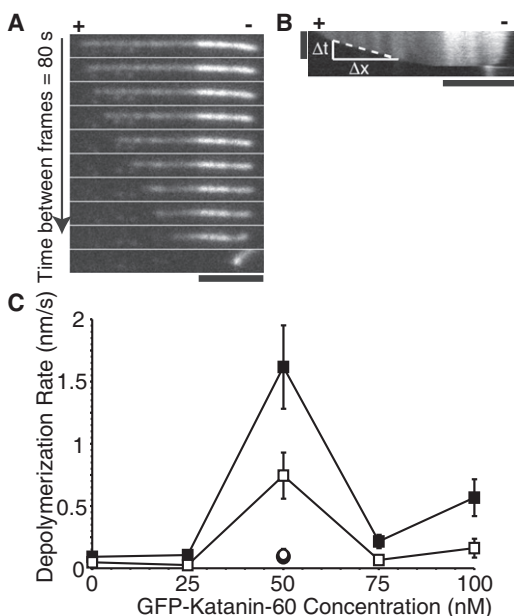 A
+ -
Time between frames = 80 s
B
+ -
Δt
Δx
C
Depolymerization Rate (nm/s)
2
1.5
1
0.5
0
0 25 50 75 100
GFP-Katanin-60 Concentration (nM)